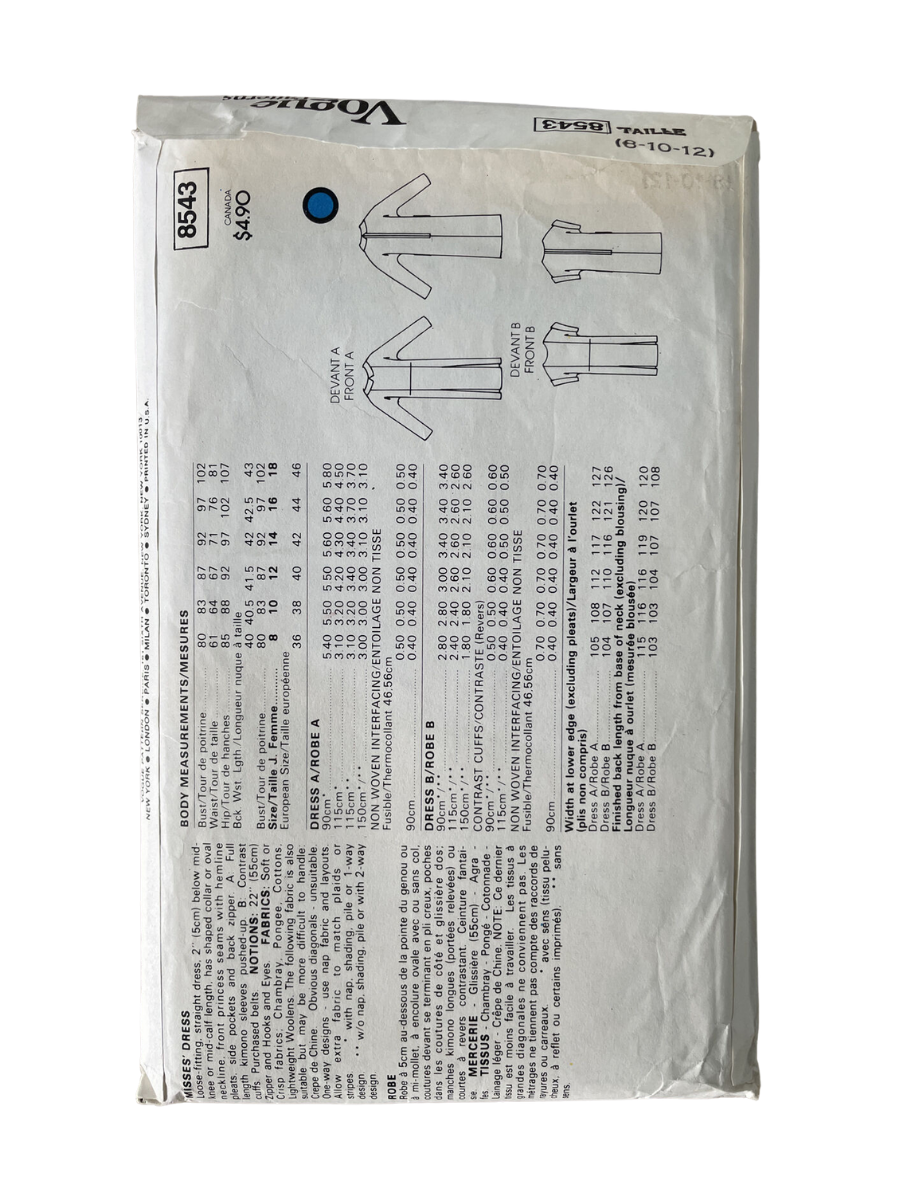 Vogue
8543 TAILLE
(8-10-12)
8543
CANADA
$4.90
DEVANT A
FRONT A
DEVANT B
FRONT B
NEW YORK ● LONDON ● PARIS ● MILAN ● TORONTO ● SYDNEY ● PRINTED IN U.S.A.
MISSES' DRESS
Loose-fitting, straight dress, 2" (5cm) below mid-
knee or mid-calf length, has shaped collar or oval
neckline, front princess seams with hemline
pleats, side pockets and back zipper. A. Full
length kimono sleeves pushed-up. B. Contrast
cuffs. Purchased belts. NOTIONS: 22" (55cm)
Zipper and Hooks and Eyes. FABRICS: Soft or
Crisp fabrics, Chambray, Pongee, Cottons,
Lightweight Woolens. The following fabric is also
suitable but may be more difficult to handle:
Crepe de Chine. Obvious diagonals - unsuitable.
One-way designs - use nap fabric and layouts.
Allow extra fabric to match plaids or
stripes. * with nap, shading, pile or 1-way
design. ** w/o nap, shading, pile or with 2-way
design.
ROBE
Robe à 5cm au-dessous de la pointe du genou ou
à mi-mollet, à encolure ovale avec ou sans col,
coutures devant se terminant en pli creux, poches
dans les coutures de côté et glissière dos;
manches kimono longues (portées relevées) ou
courtes à revers contrastant. Ceinture fantai-
sie. MERCERIE - Glissière (55cm) - Agra -
fes. TISSUS - Chambray - Pongé - Cotonnade -
Lainage léger - Crêpe de Chine. NOTE: Ce dernier
tissu est moins facile à travailler. Les tissus à
grandes diagonales ne conviennent pas. Les
métrages ne tiennent pas compte des raccords de
rayures ou carreaux. * avec sens (tissu pelu-
cheux, à reflet ou certains imprimés). ** sans
sens.
BODY MEASUREMENTS/MESURES
Bust/Tour de poitrine 80 83 87 92 97 102
Waist/Tour de taille 61 64 67 71 76 81
Hip/Tour de hanches 85 88 92 97 102 107
Bck Wst Lgth /Longueur nuque à taille
40 40.5 41.5 42 42.5 43
Bust/Tour de poitrine 80 83 87 92 97 102
Size/Taille J. Femme 8 10 12 14 16 18
European Size/Taille européenne
36 38 40 42 44 46
DRESS A/ROBE A
90cm* 5.40 5.50 5.50 5.60 5.60 5.80
115cm* 3.10 3.20 4.20 4.30 4.40 4.50
115cm** 3.10 3.20 3.40 3.40 3.70 3.70
150cm*/** 3.00 3.00 3.00 3.10 3.10 3.10
NON WOVEN INTERFACING/ENTOILAGE NON TISSE
Fusible/Thermocollant 46,56cm
0.50 0.50 0.50 0.50 0.50 0.50
90cm 0.40 0.40 0.40 0.40 0.40 0.40
DRESS B/ROBE B
90cm*/** 2.80 2.80 3.00 3.40 3.40 3.40
115cm*/** 2.40 2.40 2.60 2.60 2.60 2.60
150cm*/** 1.80 1.80 2.10 2.10 2.10 2.60
CONTRAST CUFFS/CONTRASTE (Revers)
90cm*/** 0.50 0.50 0.60 0.60 0.60 0.60
115cm*/** 0.40 0.40 0.40 0.50 0.50 0.50
NON WOVEN INTERFACING/ENTOILAGE NON TISSE
Fusible/Thermocollant 46,56cm
0.70 0.70 0.70 0.70 0.70 0.70
90cm 0.40 0.40 0.40 0.40 0.40 0.40
Width at lower edge (excluding pleats)/Largeur à l'ourlet
(plis non compris)
Dress A/Robe A 105 108 112 117 122 127
Dress B/Robe B 104 107 110 116 121 126
Finished back length from base of neck (excluding blousing)/
Longueur nuque à ourlet (mesurée blousée)
Dress A/Robe A 115 116 116 119 120 120
Dress B/Robe B 103 103 104 107 107 108